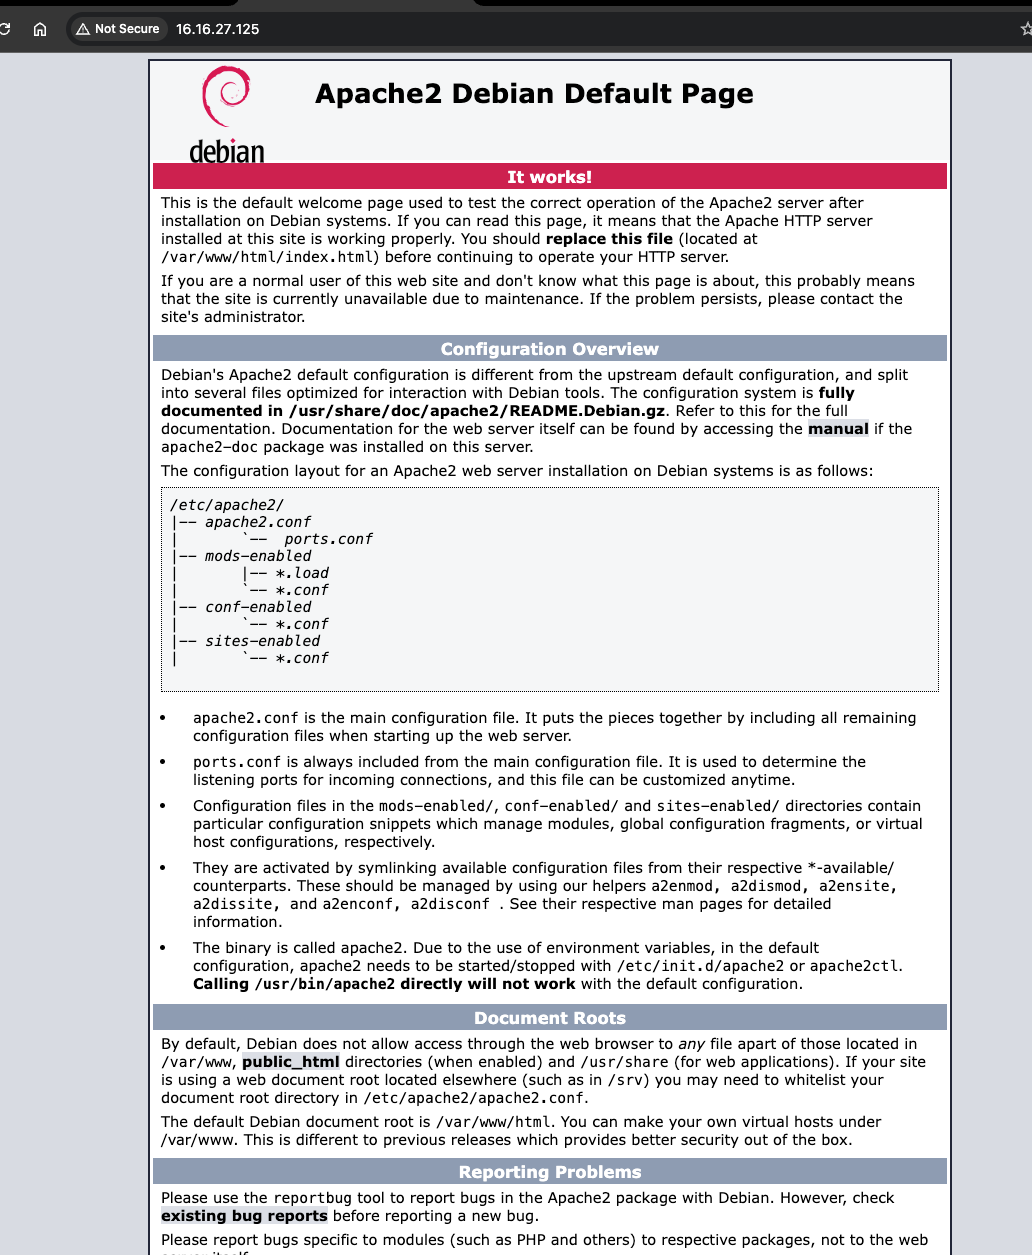 Not Secure 16.16.27.125
debian
Apache2 Debian Default Page
It works!
This is the default welcome page used to test the correct operation of the Apache2 server after
installation on Debian systems. If you can read this page, it means that the Apache HTTP server
installed at this site is working properly. You should replace this file (located at
/var/www/html/index.html) before continuing to operate your HTTP server.
If you are a normal user of this web site and don't know what this page is about, this probably means
that the site is currently unavailable due to maintenance. If the problem persists, please contact the
site's administrator.
Configuration Overview
Debian's Apache2 default configuration is different from the upstream default configuration, and split
into several files optimized for interaction with Debian tools. The configuration system is fully
documented in /usr/share/doc/apache2/README.Debian.gz. Refer to this for the full
documentation. Documentation for the web server itself can be found by accessing the manual if the
apache2-doc package was installed on this server.
The configuration layout for an Apache2 web server installation on Debian systems is as follows:
/etc/apache2/
|-- apache2.conf
|       `--  ports.conf
|-- mods-enabled
|       |-- *.load
|       `-- *.conf
|-- conf-enabled
|       `-- *.conf
|-- sites-enabled
|       `-- *.conf
• apache2.conf is the main configuration file. It puts the pieces together by including all remaining
configuration files when starting up the web server.
• ports.conf is always included from the main configuration file. It is used to determine the
listening ports for incoming connections, and this file can be customized anytime.
• Configuration files in the mods-enabled/, conf-enabled/ and sites-enabled/ directories contain
particular configuration snippets which manage modules, global configuration fragments, or virtual
host configurations, respectively.
• They are activated by symlinking available configuration files from their respective *-available/
counterparts. These should be managed by using our helpers a2enmod, a2dismod, a2ensite,
a2dissite, and a2enconf, a2disconf . See their respective man pages for detailed
information.
• The binary is called apache2. Due to the use of environment variables, in the default
configuration, apache2 needs to be started/stopped with /etc/init.d/apache2 or apache2ctl.
Calling /usr/bin/apache2 directly will not work with the default configuration.
Document Roots
By default, Debian does not allow access through the web browser to any file apart of those located in
/var/www, public_html directories (when enabled) and /usr/share (for web applications). If your site
is using a web document root located elsewhere (such as in /srv) you may need to whitelist your
document root directory in /etc/apache2/apache2.conf.
The default Debian document root is /var/www/html. You can make your own virtual hosts under
/var/www. This is different to previous releases which provides better security out of the box.
Reporting Problems
Please use the reportbug tool to report bugs in the Apache2 package with Debian. However, check
existing bug reports before reporting a new bug.
Please report bugs specific to modules (such as PHP and others) to respective packages, not to the web